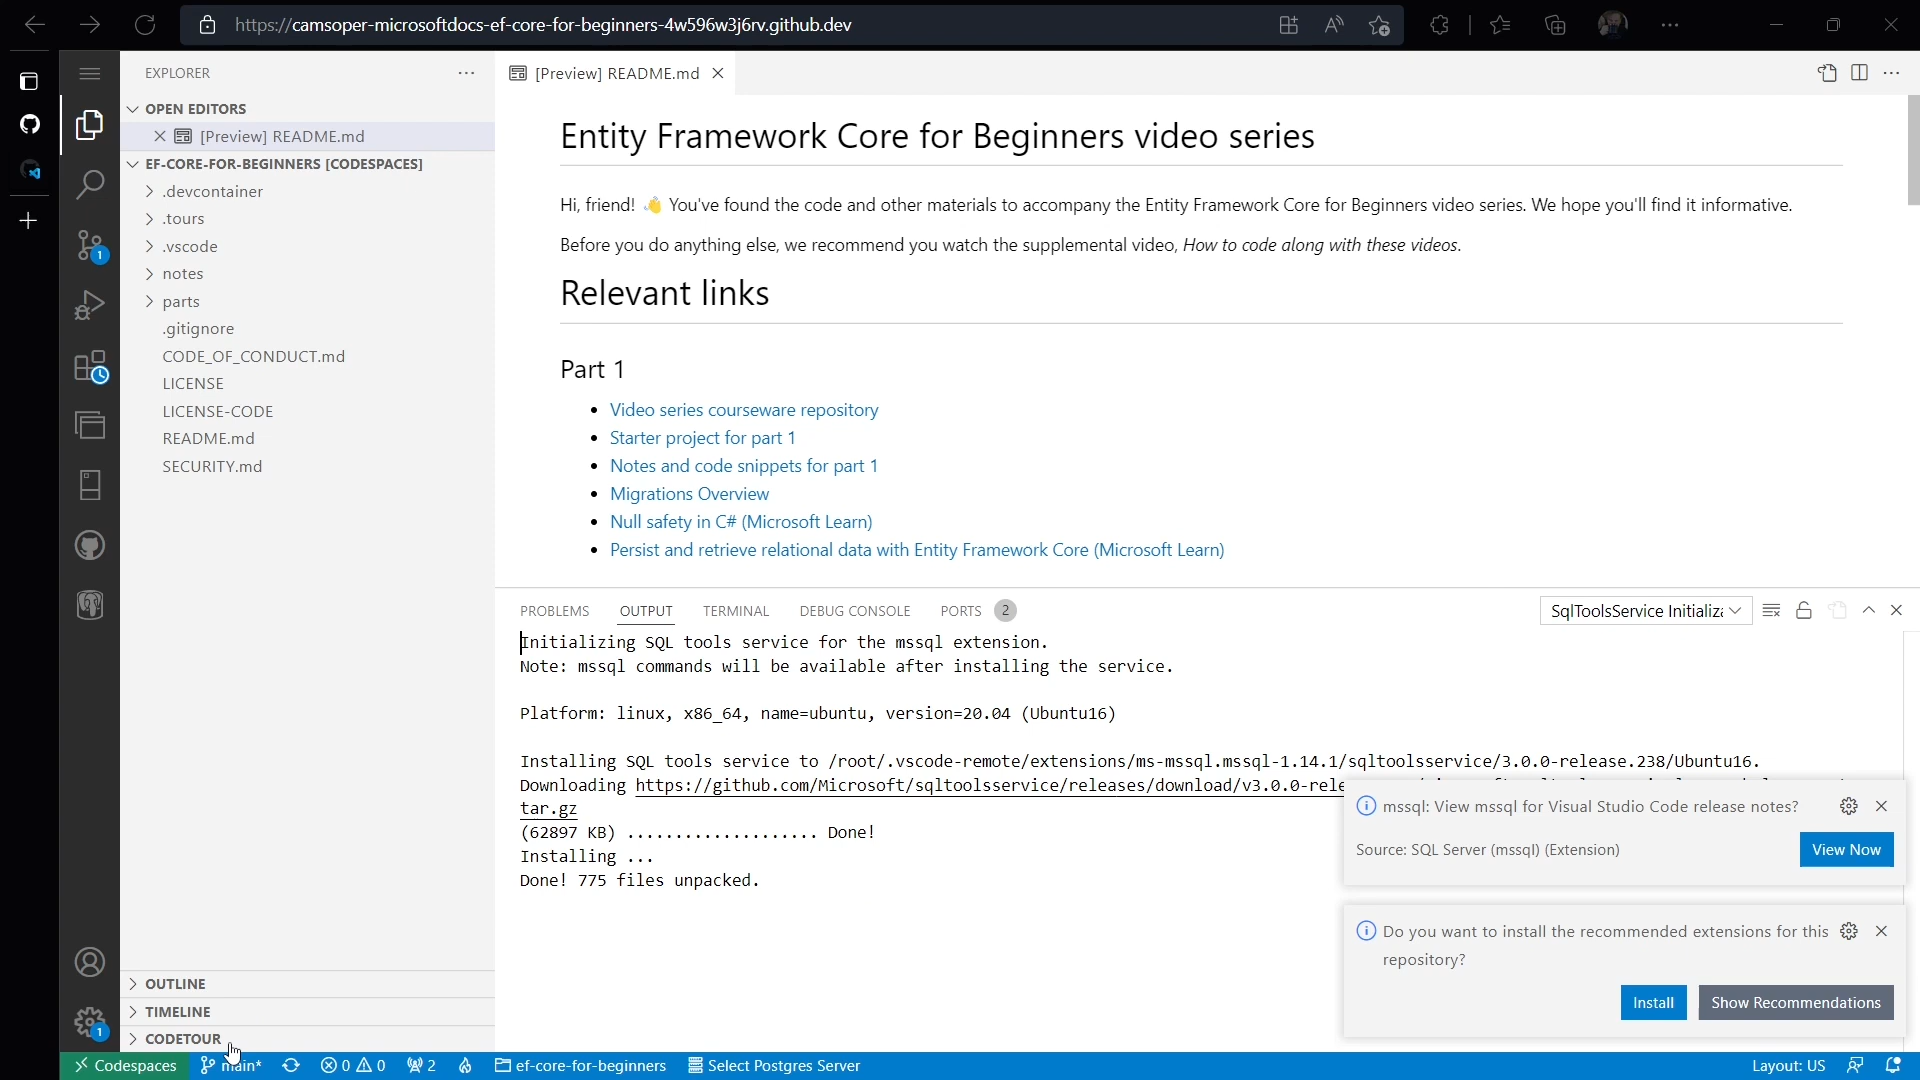 https://camsoper-microsoftdocs-ef-core-for-beginners-4w596w3j6rv.github.dev
EXPLORER
OPEN EDITORS
[Preview] README.md
EF-CORE-FOR-BEGINNERS [CODESPACES]
.devcontainer
.tours
.vscode
notes
parts
.gitignore
CODE_OF_CONDUCT.md
LICENSE
LICENSE-CODE
README.md
SECURITY.md
OUTLINE
TIMELINE
CODETOUR
1
1
[Preview] README.md
Entity Framework Core for Beginners video series
Hi, friend! 👋 You've found the code and other materials to accompany the Entity Framework Core for Beginners video series. We hope you'll find it informative.
Before you do anything else, we recommend you watch the supplemental video, How to code along with these videos.
Relevant links
Part 1
Video series courseware repository
Starter project for part 1
Notes and code snippets for part 1
Migrations Overview
Null safety in C# (Microsoft Learn)
Persist and retrieve relational data with Entity Framework Core (Microsoft Learn)
PROBLEMS OUTPUT TERMINAL DEBUG CONSOLE PORTS 2 SqlToolsService Initializa
Initializing SQL tools service for the mssql extension.
Note: mssql commands will be available after installing the service.
Platform: linux, x86_64, name=ubuntu, version=20.04 (Ubuntu16)
Installing SQL tools service to /root/.vscode-remote/extensions/ms-mssql.mssql-1.14.1/sqltoolsservice/3.0.0-release.238/Ubuntu16.
Downloading https://github.com/Microsoft/sqltoolsservice/releases/download/v3.0.0-rele
tar.gz
(62897 KB) .................... Done!
Installing ...
Done! 775 files unpacked.
mssql: View mssql for Visual Studio Code release notes?
Source: SQL Server (mssql) (Extension) View Now
Do you want to install the recommended extensions for this
repository?
Install Show Recommendations
Codespaces main* 0 0 2 ef-core-for-beginners Select Postgres Server Layout: US